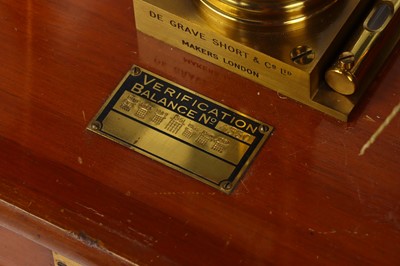 DE GRAVE SHORT & Co LTD
MAKERS LONDON
VERIFICATION
BALANCE No